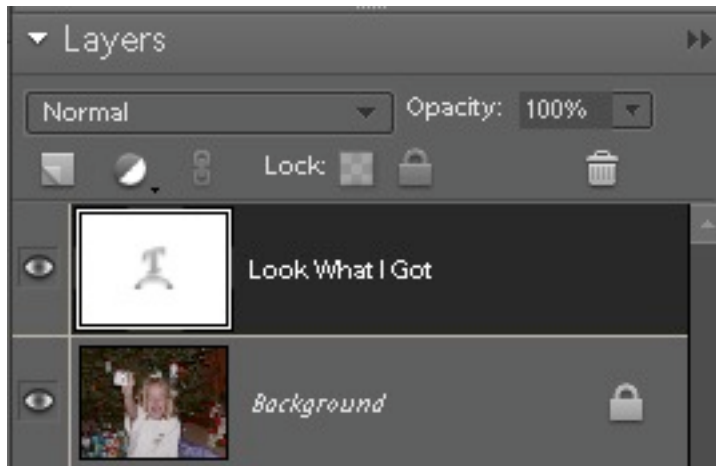 Layers
Normal Opacity: 100%
Lock:
T
Look What I Got
Background